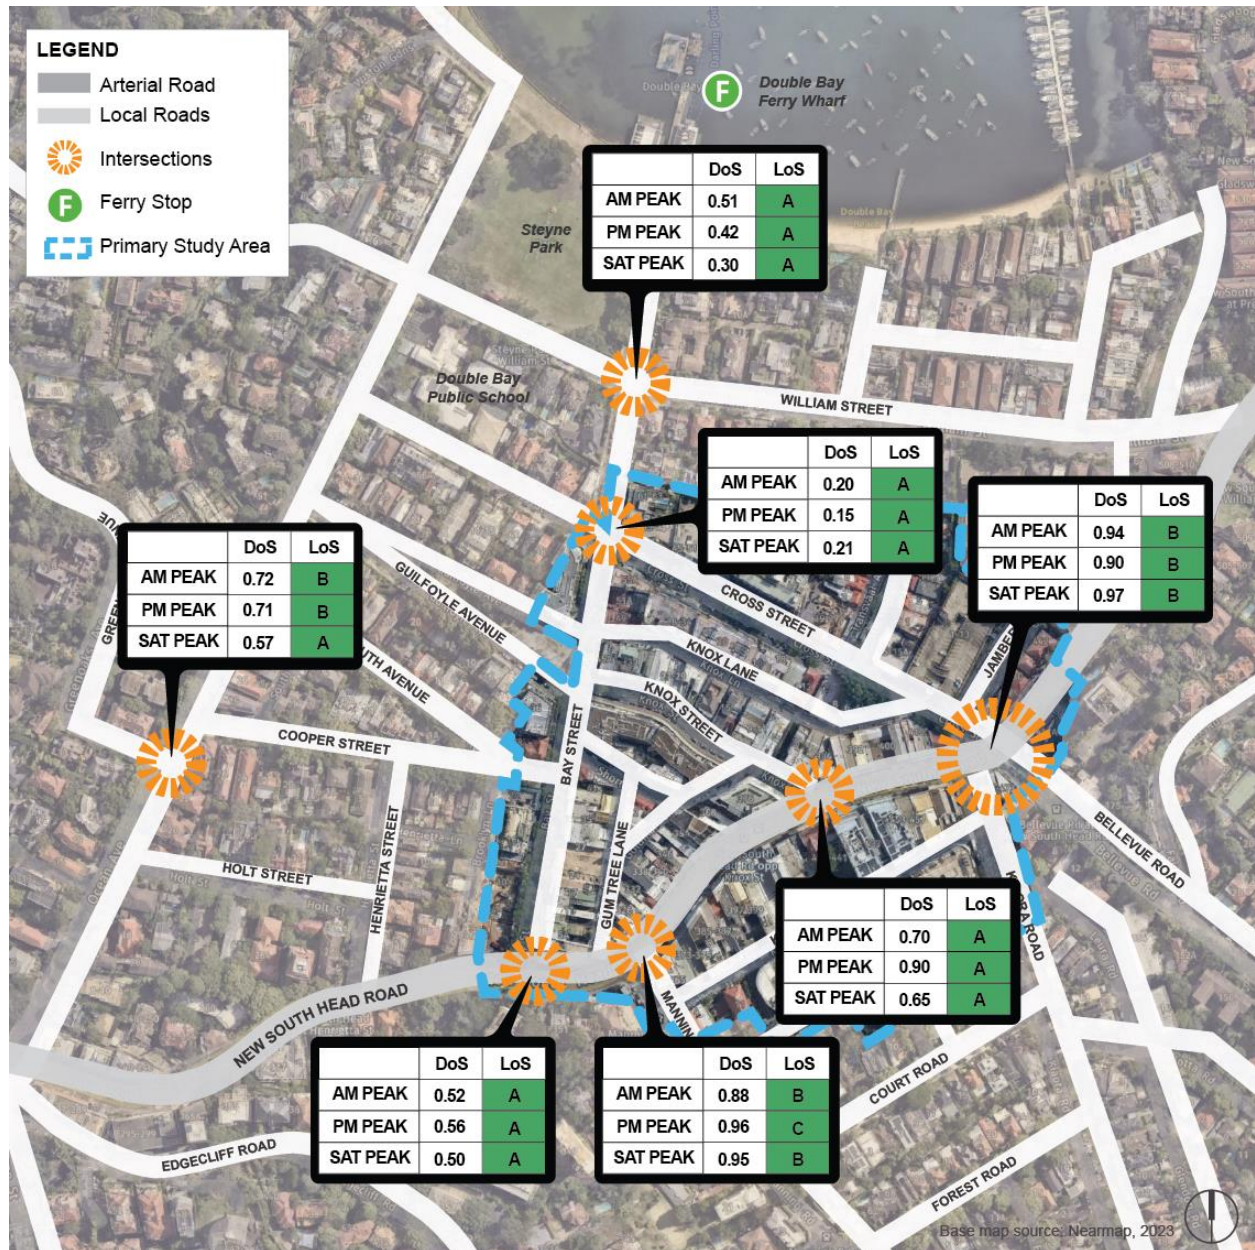 LEGEND
Arterial Road
Local Roads
Intersections
F
Ferry Stop
Primary Study Area
F
Double Bay
Ferry Wharf
Steyne
Park
Double Bay
Public School
DoS LoS
AM PEAK 0.51 A
PM PEAK 0.42 A
SAT PEAK 0.30 A
WILLIAM STREET
DoS LoS
AM PEAK 0.20 A
PM PEAK 0.15 A
SAT PEAK 0.21 A
DoS LoS
AM PEAK 0.94 B
PM PEAK 0.90 B
SAT PEAK 0.97 B
DoS LoS
AM PEAK 0.72 B
PM PEAK 0.71 B
SAT PEAK 0.57 A
GUILFOYLE AVENUE
CROSS STREET
KNOX LANE
KNOX STREET
COOPER STREET
BAY STREET
HENRIETTA STREET
HOLT STREET
GUM TREE LANE
BELLEVUE ROAD
DoS LoS
AM PEAK 0.70 A
PM PEAK 0.90 A
SAT PEAK 0.65 A
NEW SOUTH HEAD ROAD
EDGECLIFF ROAD
DoS LoS
AM PEAK 0.52 A
PM PEAK 0.56 A
SAT PEAK 0.50 A
DoS LoS
AM PEAK 0.88 B
PM PEAK 0.96 C
SAT PEAK 0.95 B
COURT ROAD
FOREST ROAD
Base map source: Nearmap, 2023